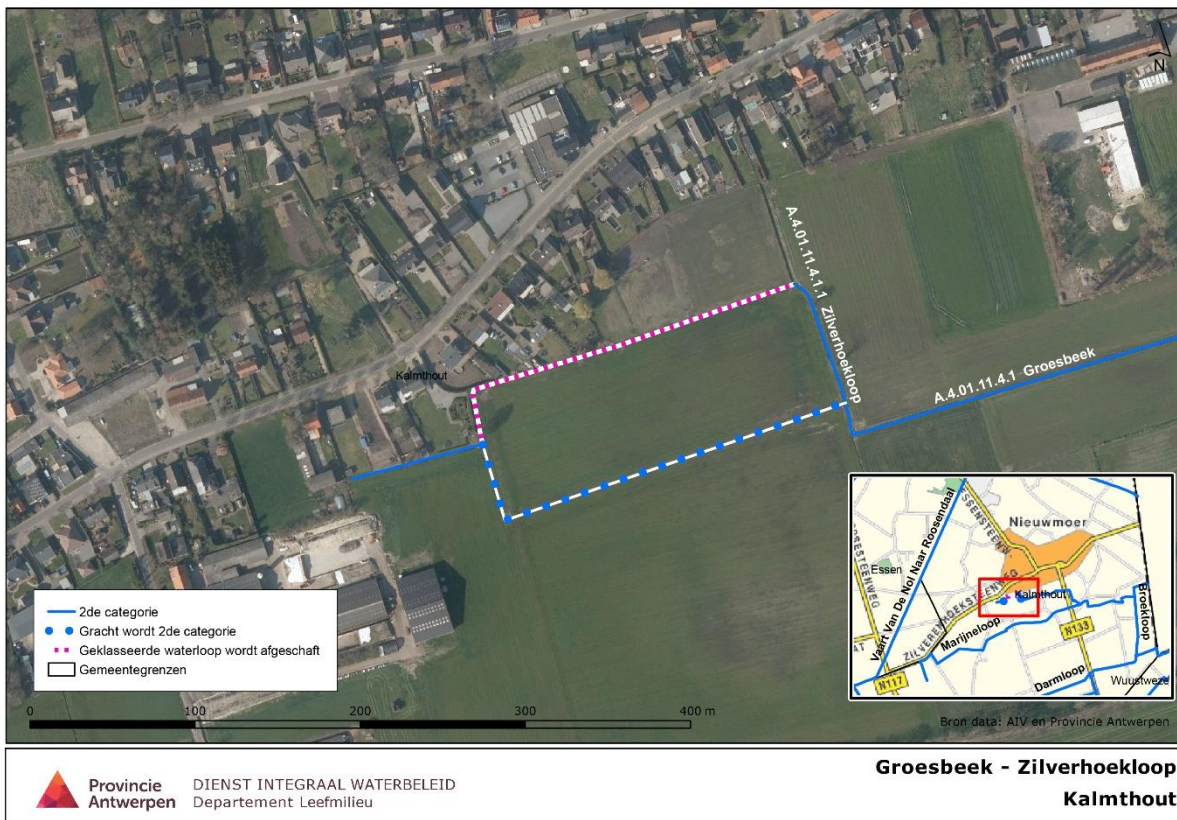 N
A.4.01.11.4.1.1 Zilverhoekloop
Kalmthout
A.4.01.11.4.1 Groesbeek
2de categorie
Gracht wordt 2de categorie
Geklasseerde waterloop wordt afgeschaft
Gemeentegrenzen
0 100 200 300 400 m
Nieuwmoer
Vaart Van De Nol Naar Roosendaal
Essen
ZILVERENHOEKSTEENWEG
Kalmthout
Marijneloop
Broekloop
N133
N117
Darmloop
Wuustweze
Bron data: AIV en Provincie Antwerpen
Provincie
Antwerpen
DIENST INTEGRAAL WATERBELEID
Departement Leefmilieu
Groesbeek - Zilverhoekloop
Kalmthout